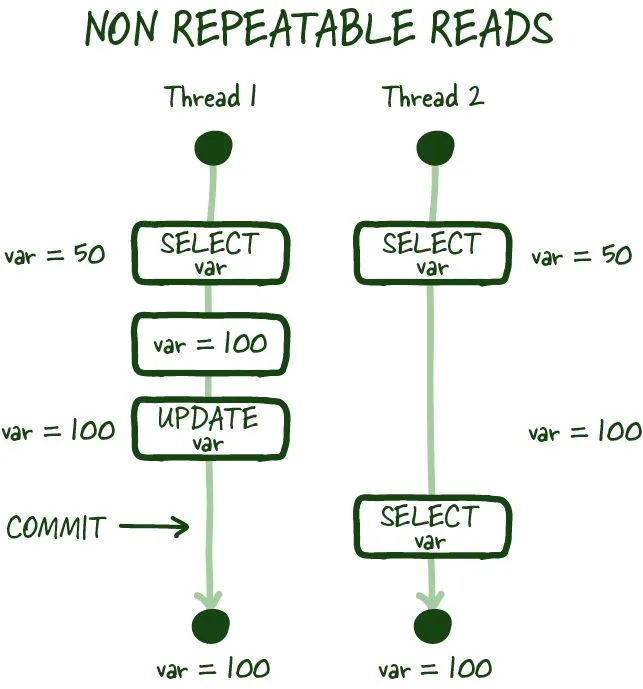 NON REPEATABLE READS
Thread 1
Thread 2
var = 50
SELECT
var
SELECT
var
var = 50
var = 100
var = 100
UPDATE
var
var = 100
COMMIT
SELECT
var
var = 100
var = 100